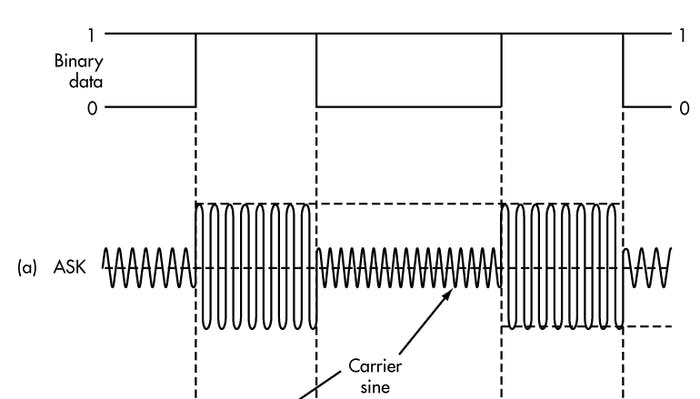 1
1
Binary
data
0
0
(a) ASK
Carrier
sine